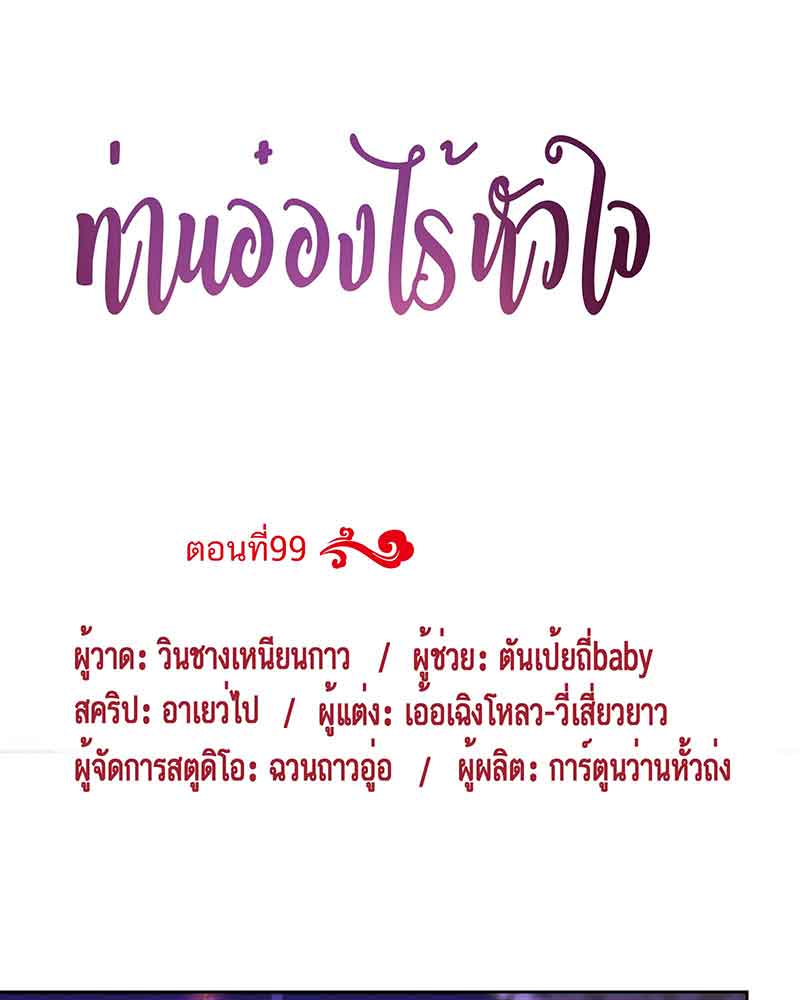 ท่านอ๋องไร้หัวใจ
ตอนที่99
ผู้วาด: วินชางเหนียนกาว / ผู้ช่วย: ตันเป้ยถี่baby
สคริป: อาเยว่ไป / ผู้แต่ง: เอ้อเฉิงโหลว-วี่เสี่ยวยาว
ผู้จัดการสตูดิโอ: ฉวนถาวอู่อ / ผู้ผลิต: การ์ตูนว่านหั้วถ่ง